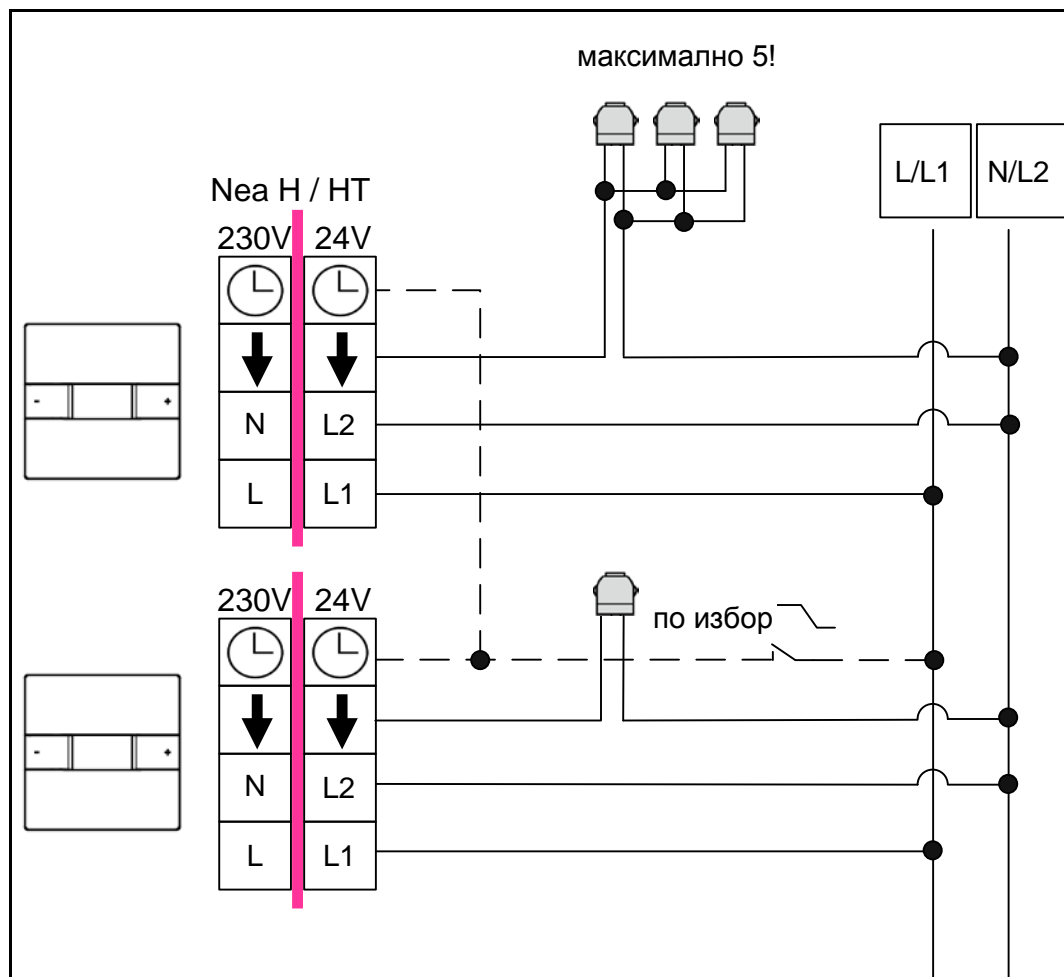 максимално 5!
L/L1 N/L2
Nea H / HT
230V 24V
- +
N L2
L L1
230V 24V
по избор
- +
N L2
L L1